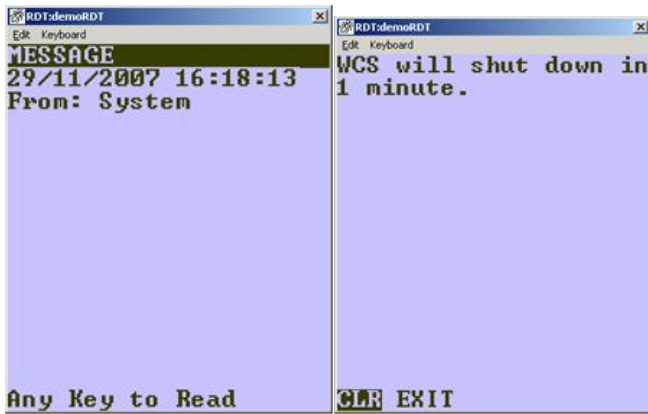 RDT:demoRDT
Edit Keyboard
MESSAGE
29/11/2007 16:18:13
From: System
Any Key to Read
RDT:demoRDT
Edit Keyboard
WCS will shut down in
1 minute.
CLR EXIT